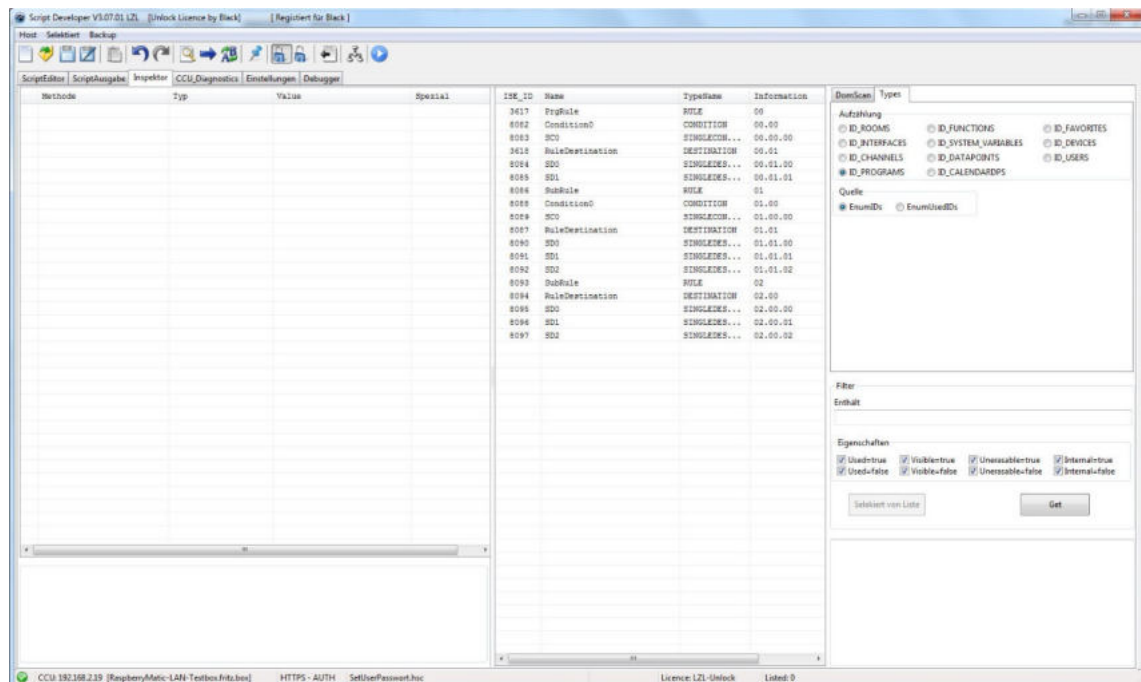 Script Developer V3.07.01 LZL [Unlock Lisence by Black] [ Registiert für Black ]
Host Selektiert Backup
ScriptEditor ScriptAusgabe Inspektor CCU_Diagnostics Einstellungen Debugger
Methode Typ Value Spezial
ISE_ID Name TypeName Information
3617 PrgRule RULE 00
8082 Condition0 CONDITION 00.00
8083 SC0 SINGLECON... 00.00.00
3618 RuleDestination DESTINATION 00.01
8084 SD0 SINGLEDES... 00.01.00
8085 SD1 SINGLEDES... 00.01.01
8086 SubRule RULE 01
8088 Condition0 CONDITION 01.00
8089 SC0 SINGLECON... 01.00.00
8087 RuleDestination DESTINATION 01.01
8090 SD0 SINGLEDES... 01.01.00
8091 SD1 SINGLEDES... 01.01.01
8092 SD2 SINGLEDES... 01.01.02
8093 SubRule RULE 02
8094 RuleDestination DESTINATION 02.00
8095 SD0 SINGLEDES... 02.00.00
8096 SD1 SINGLEDES... 02.00.01
8097 SD2 SINGLEDES... 02.00.02
DomScan Types
Aufzählung
ID_ROOMS ID_FUNCTIONS ID_FAVORITES
ID_INTERFACES ID_SYSTEM_VARIABLES ID_DEVICES
ID_CHANNELS ID_DATAPOINTS ID_USERS
ID_PROGRAMS ID_CALENDARDPS
Quelle
EnumIDs EnumUsedIDs
Filter
Enthält
Eigenschaften
Used=true Visible=true Unerasable=true Internal=true
Used=false Visible=false Unerasable=false Internal=false
Selektiert von Liste Get
CCU: 192.168.2.19 [RaspberryMatic-LAN-Testbox.fritz.box] HTTPS - AUTH SetUserPasswort.hsc Licence: LZL-Unlock Listed: 0